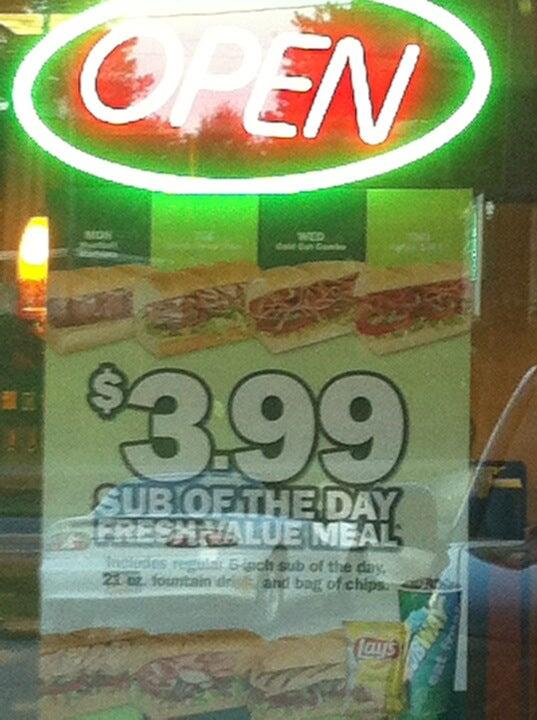 OPEN
MON
WED
Cold Cut Combo
$3.99
SUB OF THE DAY
FRESH VALUE MEAL
Includes regular 6-inch sub of the day,
21 oz. fountain drink, and bag of chips.
Lay's
SUBWAY